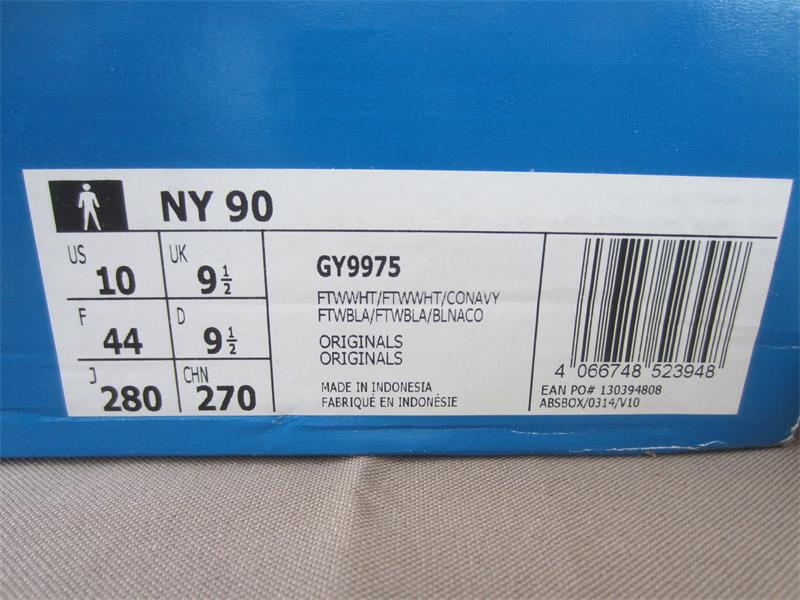 NY 90
US 10 UK 9 1/2
F 44 D 9 1/2
J 280 CHN 270
GY9975
FTWWHT/FTWWHT/CONAVY
FTWBLA/FTWBLA/BLNACO
ORIGINALS
ORIGINALS
MADE IN INDONESIA
FABRIQUÉ EN INDONÉSIE
4 066748 523948
EAN PO# 130394808
ABSBOX/0314/V10